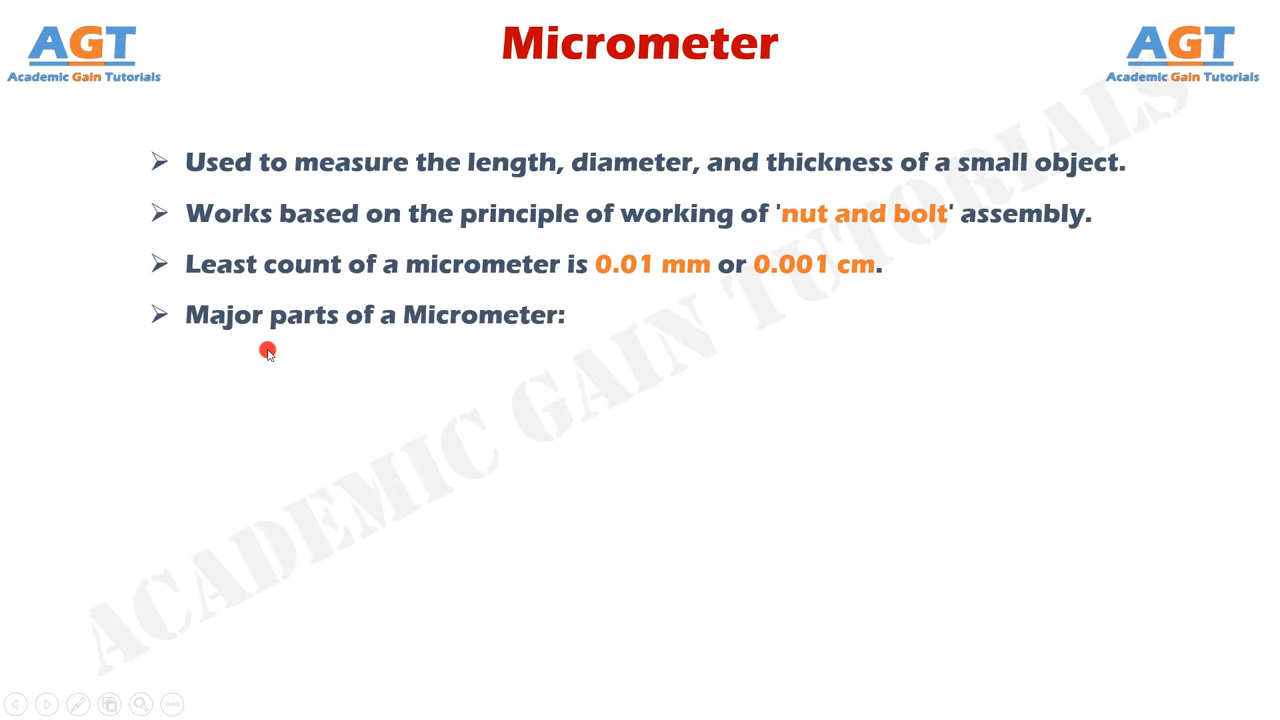 AGT
Academic Gain Tutorials
Micrometer
AGT
Academic Gain Tutorials
Used to measure the length, diameter, and thickness of a small object.
Works based on the principle of working of 'nut and bolt' assembly.
Least count of a micrometer is 0.01 mm or 0.001 cm.
Major parts of a Micrometer:
ACADEMIC GAIN TUTORIALS